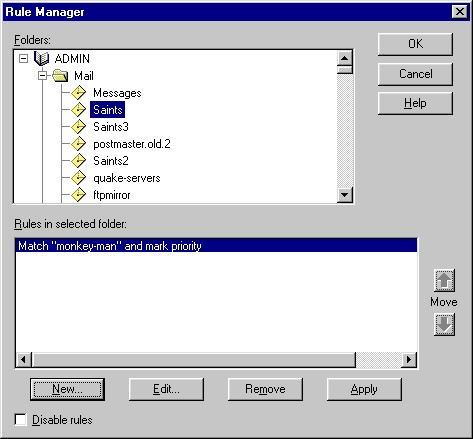 Rule Manager
Folders:
ADMIN
Mail
Messages
Saints
Saints3
postmaster.old.2
Saints2
quake-servers
ftpmirror
OK
Cancel
Help
Rules in selected folder:
Match "monkey-man" and mark priority
Move
New...
Edit...
Remove
Apply
Disable rules